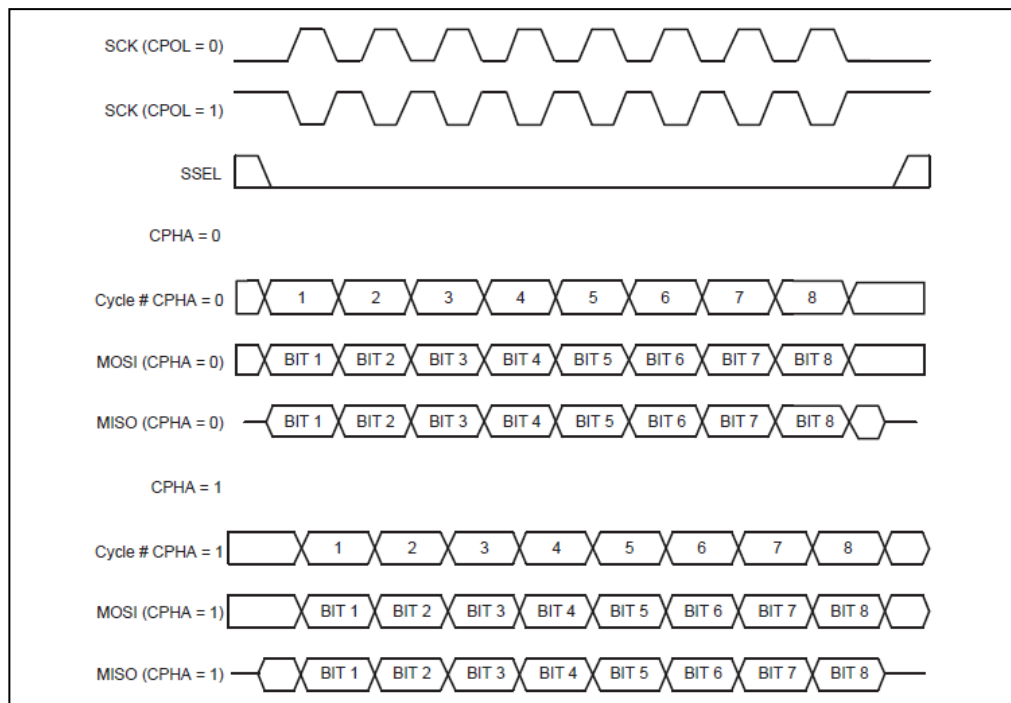 SCK (CPOL = 0)
SCK (CPOL = 1)
SSEL
CPHA = 0
Cycle # CPHA = 0 1 2 3 4 5 6 7 8
MOSI (CPHA = 0) BIT 1 BIT 2 BIT 3 BIT 4 BIT 5 BIT 6 BIT 7 BIT 8
MISO (CPHA = 0) BIT 1 BIT 2 BIT 3 BIT 4 BIT 5 BIT 6 BIT 7 BIT 8
CPHA = 1
Cycle # CPHA = 1 1 2 3 4 5 6 7 8
MOSI (CPHA = 1) BIT 1 BIT 2 BIT 3 BIT 4 BIT 5 BIT 6 BIT 7 BIT 8
MISO (CPHA = 1) BIT 1 BIT 2 BIT 3 BIT 4 BIT 5 BIT 6 BIT 7 BIT 8